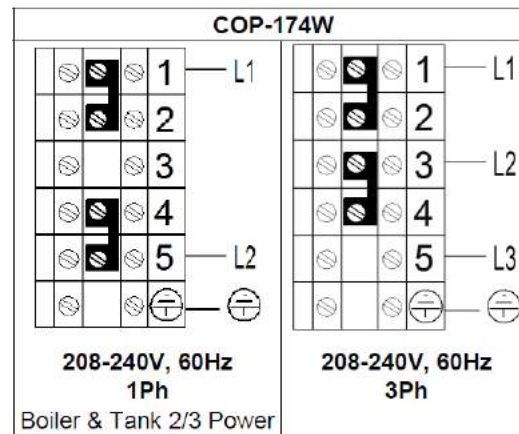 COP-174W
1 L1
2
3
4
5 L2
208-240V, 60Hz
1Ph
Boiler & Tank 2/3 Power
1 L1
2
3 L2
4
5 L3
208-240V, 60Hz
3Ph